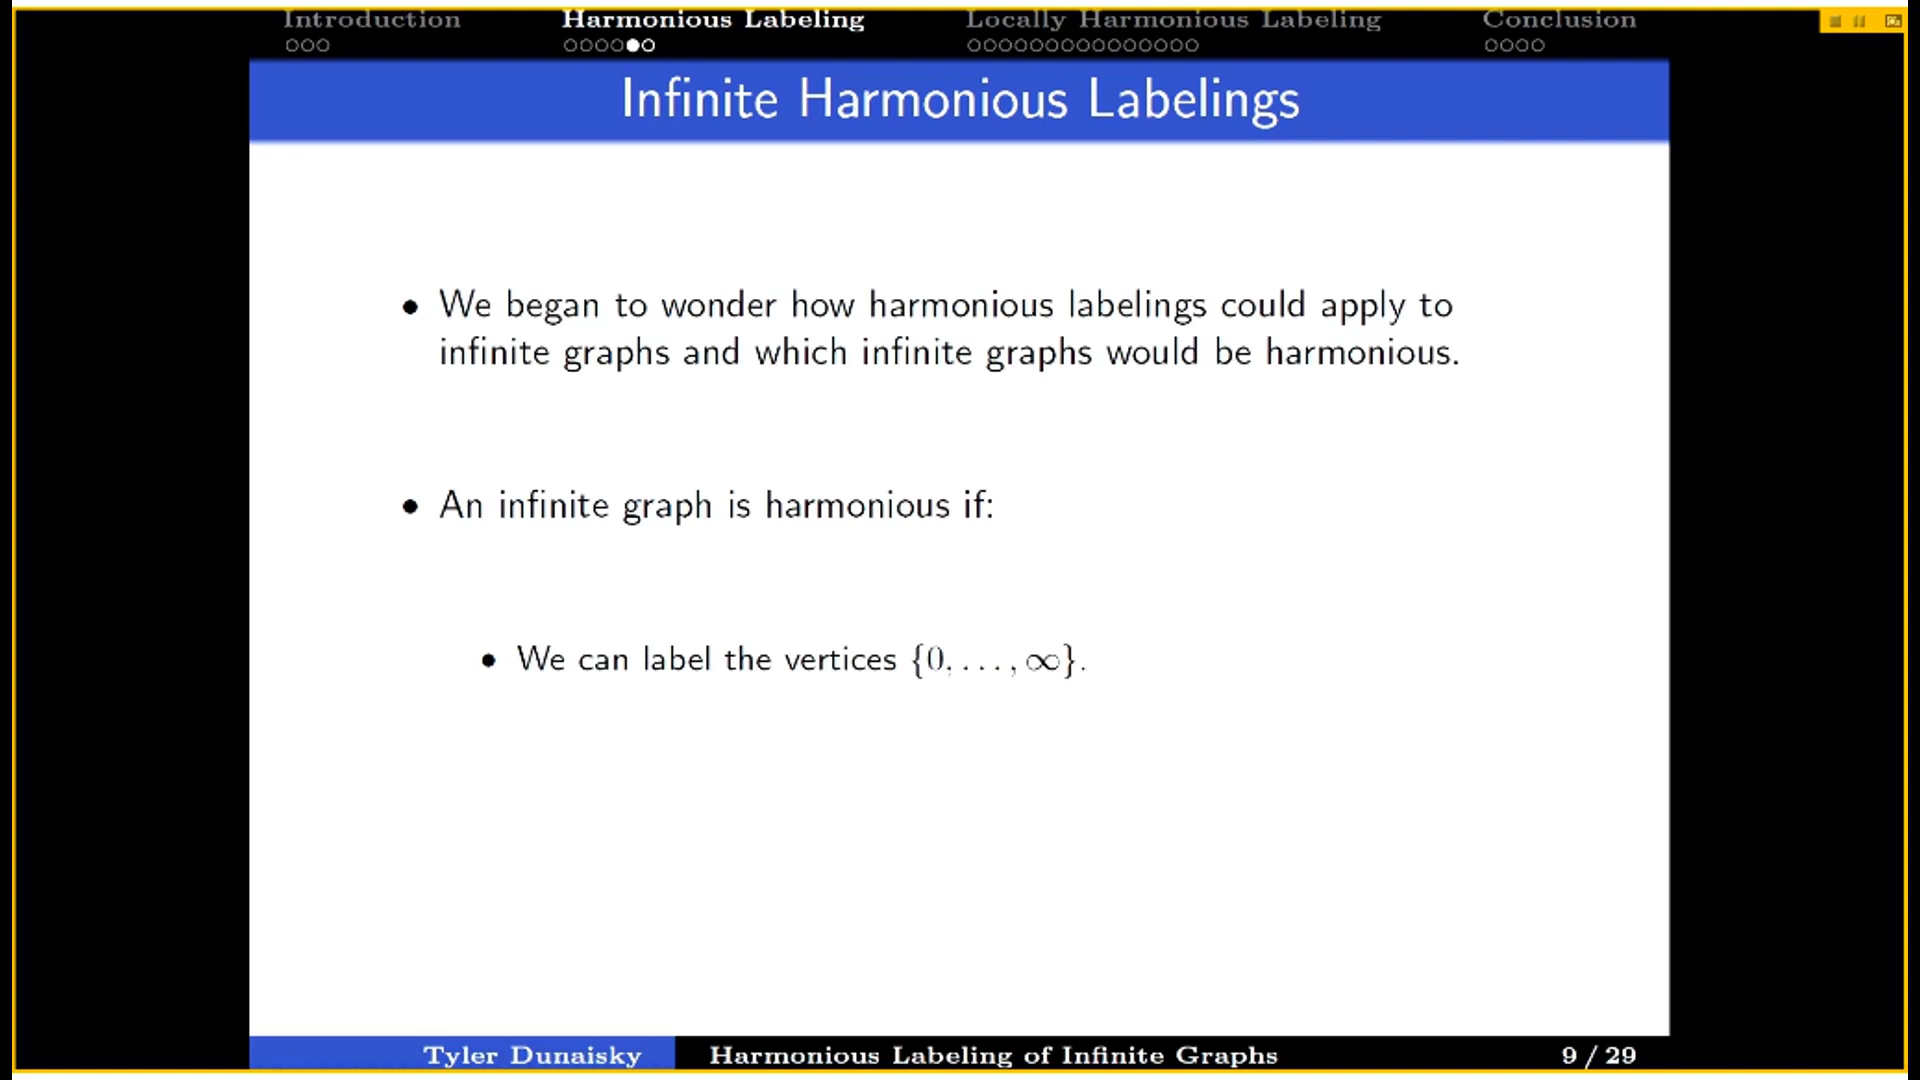 Introduction
Harmonious Labeling
Locally Harmonious Labeling
Conclusion
Infinite Harmonious Labelings
• We began to wonder how harmonious labelings could apply to
infinite graphs and which infinite graphs would be harmonious.
• An infinite graph is harmonious if:
• We can label the vertices {0, . . . , ∞}.
Tyler Dunaisky
Harmonious Labeling of Infinite Graphs
9 / 29